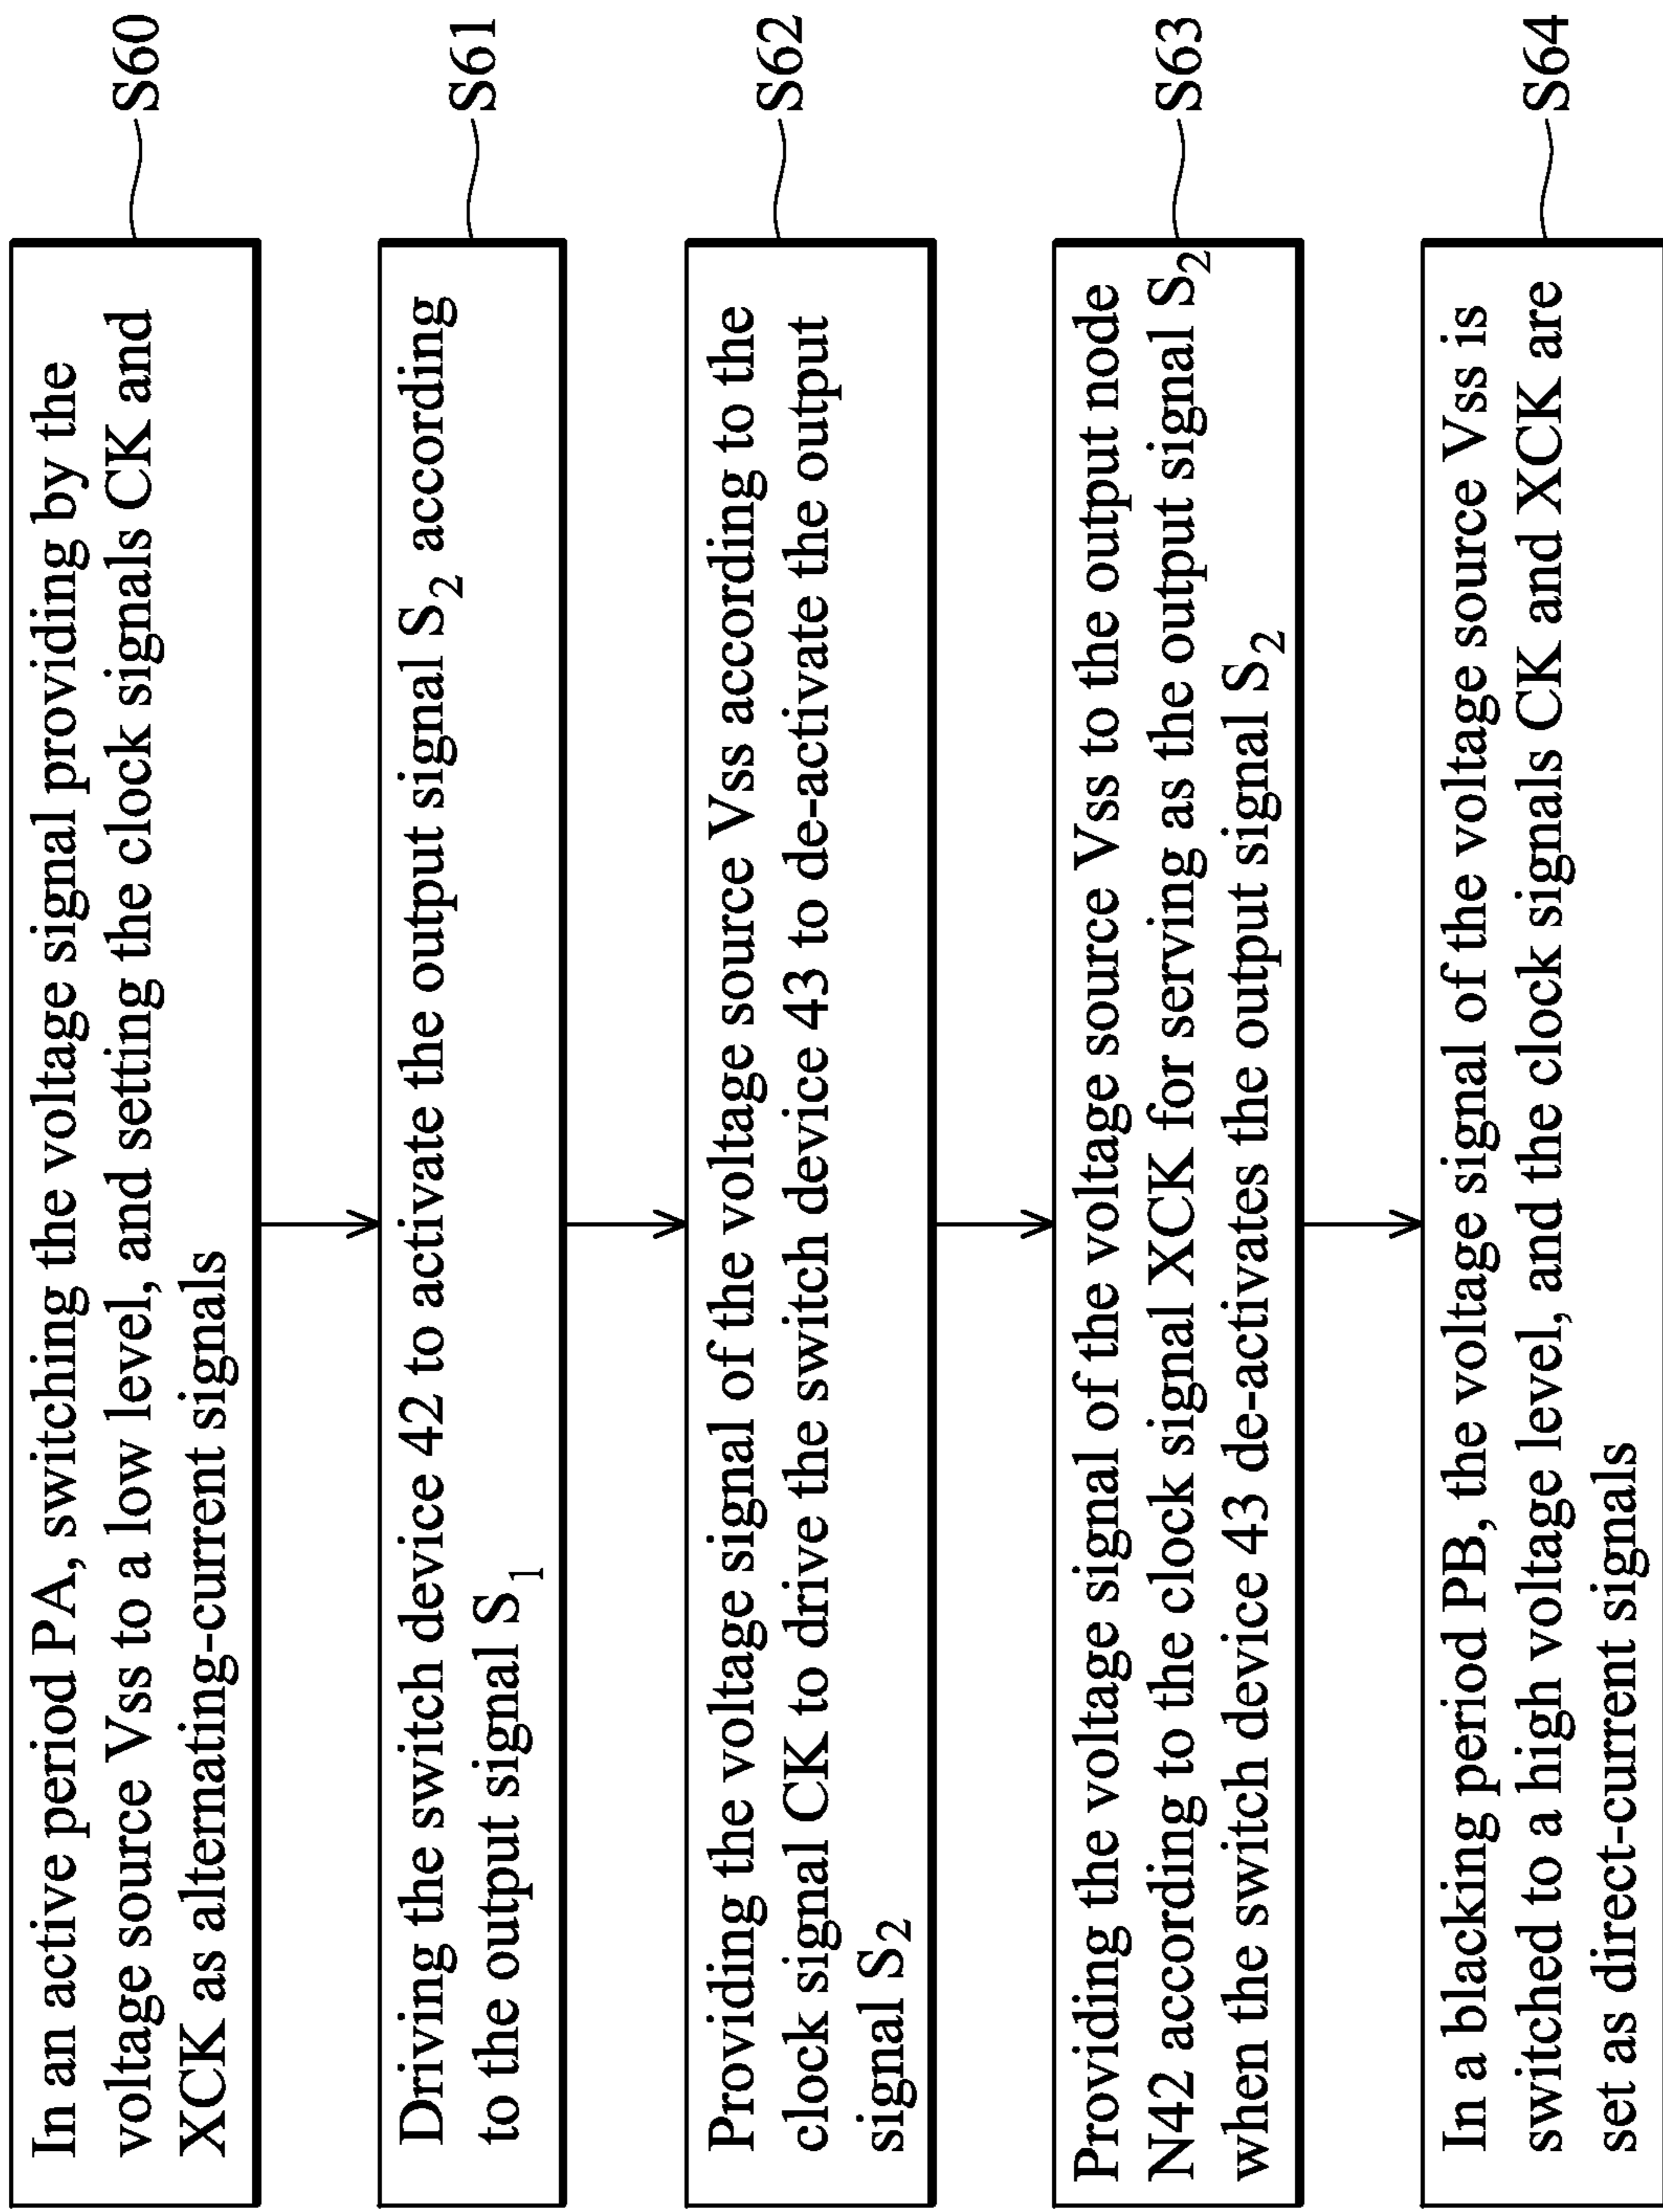 In an active period PA, switching the voltage signal providing by the
voltage source Vss to a low level, and setting the clock signals CK and
XCK as alternating-current signals
S60
Driving the switch device 42 to activate the output signal S₂ according
to the output signal S₁
S61
Providing the voltage signal of the voltage source Vss according to the
clock signal CK to drive the switch device 43 to de-activate the output
signal S₂
S62
Providing the voltage signal of the voltage source Vss to the output node
N42 according to the clock signal XCK for serving as the output signal S₂
when the switch device 43 de-activates the output signal S₂
S63
In a blacking period PB, the voltage signal of the voltage source Vss is
switched to a high voltage level, and the clock signals CK and XCK are
set as direct-current signals
S64